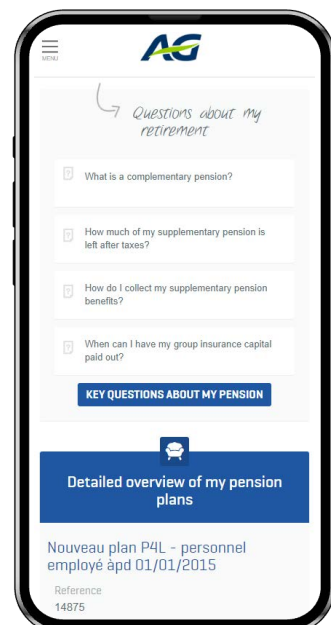 MENU
AG
Questions about my
retirement
What is a complementary pension?
How much of my supplementary pension is
left after taxes?
How do I collect my supplementary pension
benefits?
When can I have my group insurance capital
paid out?
KEY QUESTIONS ABOUT MY PENSION
Detailed overview of my pension
plans
Nouveau plan P4L - personnel
employé àpd 01/01/2015
Reference
14875